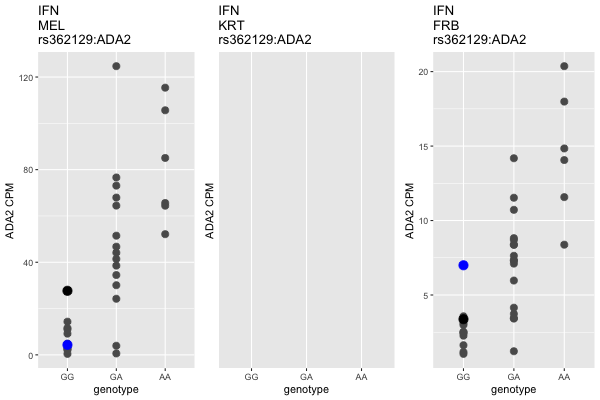 IFN
MEL
rs362129:ADA2
ADA2 CPM
120
80
40
0
GG GA AA
genotype
IFN
KRT
rs362129:ADA2
ADA2 CPM
GG GA AA
genotype
IFN
FRB
rs362129:ADA2
ADA2 CPM
20
15
10
5
GG GA AA
genotype